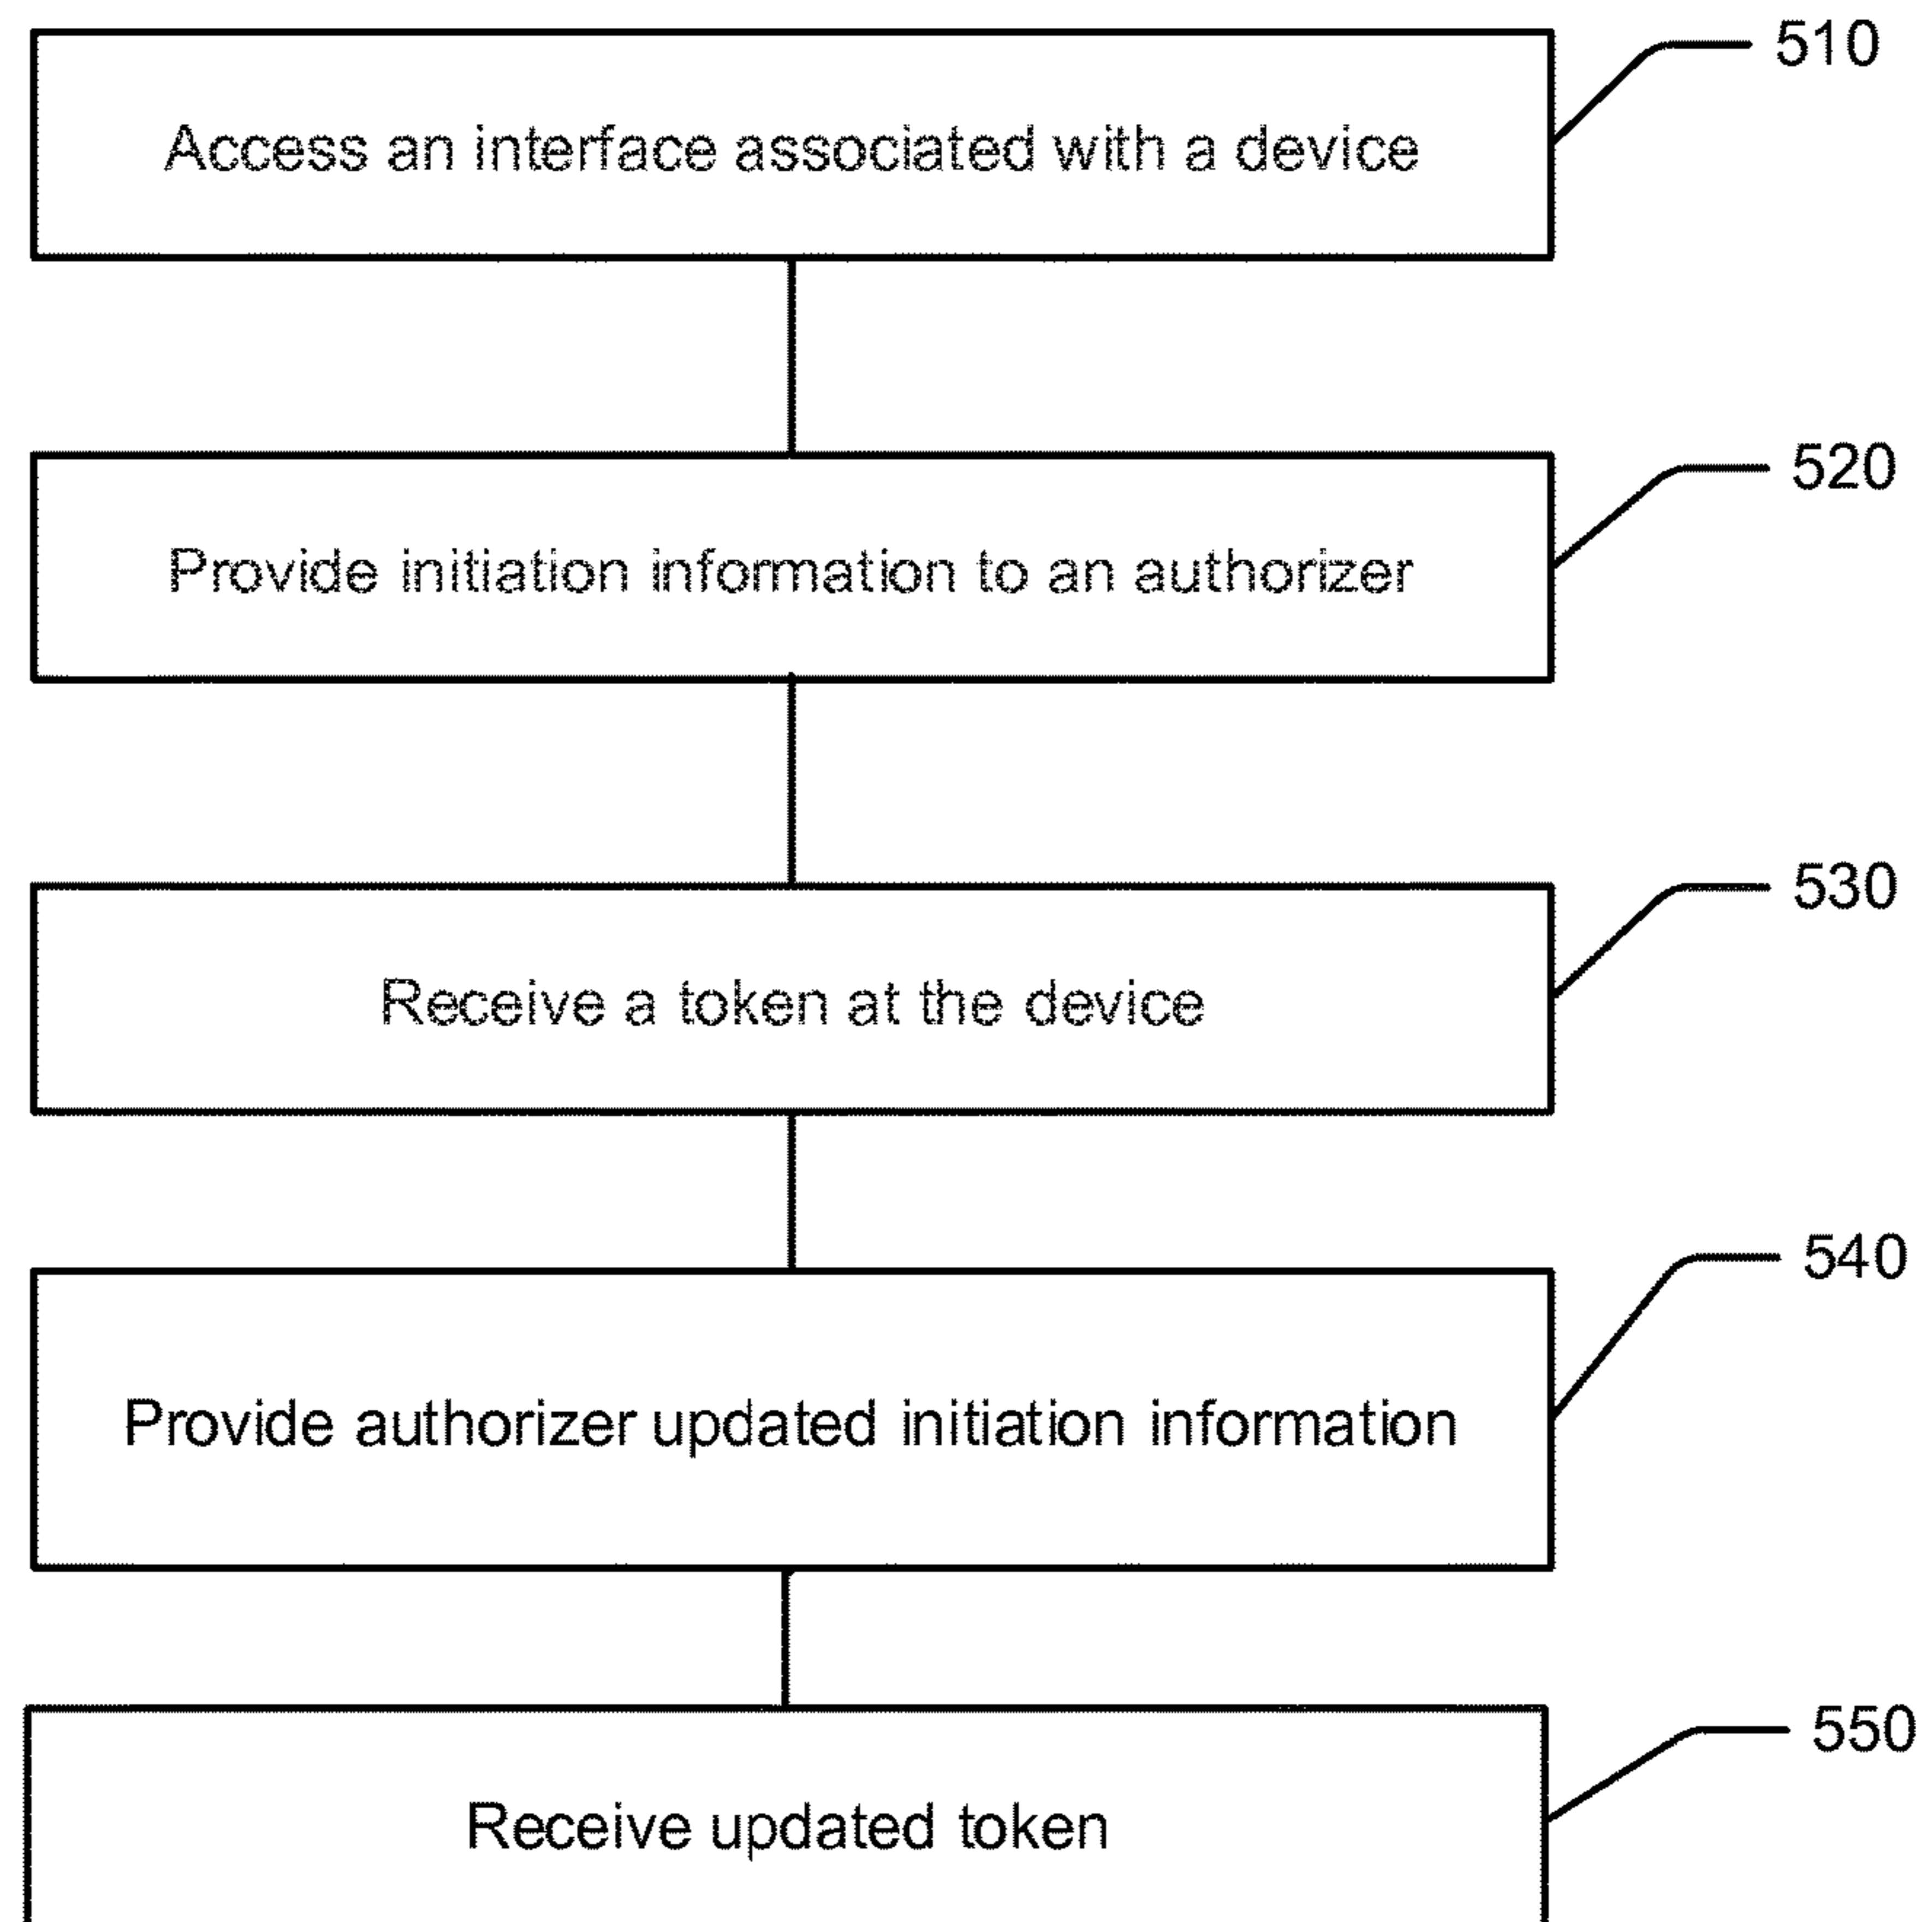 510
Access an interface associated with a device
520
Provide initiation information to an authorizer
530
Receive a token at the device
540
Provide authorizer updated initiation information
550
Receive updated token